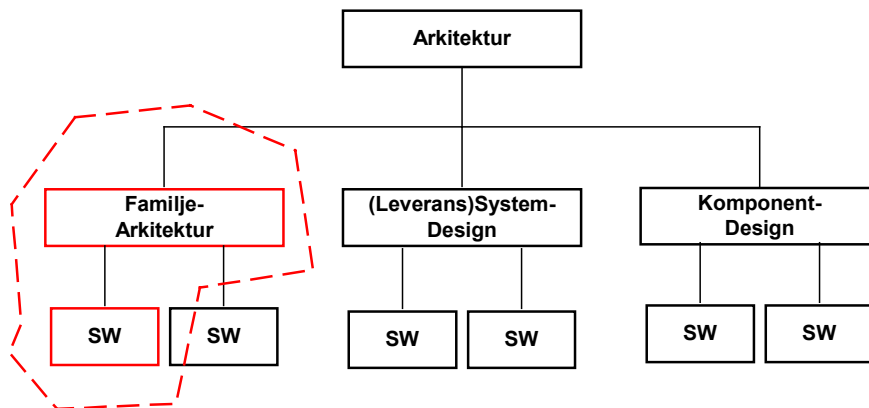 Arkitektur
Familje-
Arkitektur
(Leverans)System-
Design
Komponent-
Design
SW
SW
SW
SW
SW
SW